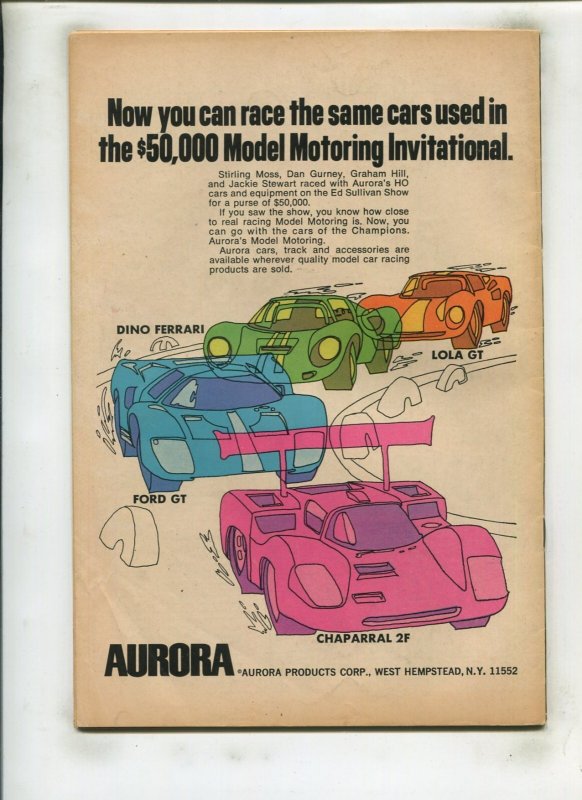 Now you can race the same cars used in
the $50,000 Model Motoring Invitational.
Stirling Moss, Dan Gurney, Graham Hill,
and Jackie Stewart raced with Aurora's HO
cars and equipment on the Ed Sullivan Show
for a purse of $50,000.
If you saw the show, you know how close
to real racing Model Motoring is. Now, you
can go with the cars of the Champions.
Aurora's Model Motoring.
Aurora cars, track and accessories are
available wherever quality model car racing
products are sold.
DINO FERRARI
LOLA GT
FORD GT
CHAPARRAL 2F
AURORA ©AURORA PRODUCTS CORP., WEST HEMPSTEAD, N.Y. 11552